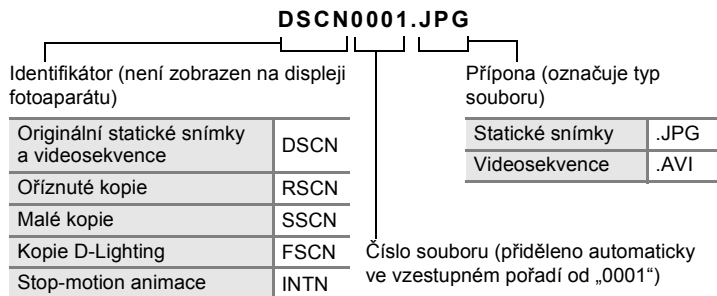 DSCN0001.JPG
Identifikátor (není zobrazen na displeji
fotoaparátu)
Originální statické snímky
a videosekvence DSCN
Oříznuté kopie RSCN
Malé kopie SSCN
Kopie D-Lighting FSCN
Stop-motion animace INTN
Přípona (označuje typ
souboru)
Statické snímky .JPG
Videosekvence .AVI
Číslo souboru (přiděleno automaticky
ve vzestupném pořadí od „0001“)